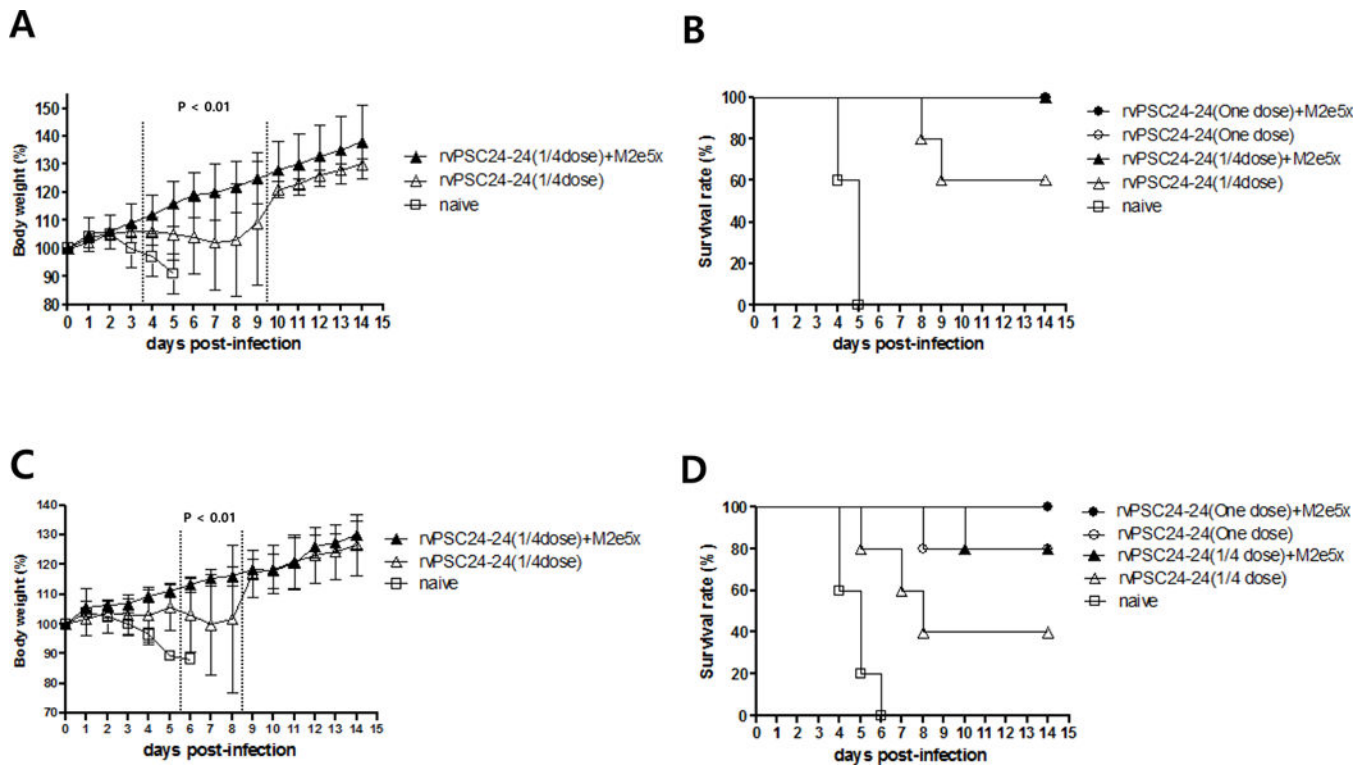 A
P < 0.01
Body weight (%)
150
140
130
120
110
100
90
80
0 1 2 3 4 5 6 7 8 9 10 11 12 13 14 15
days post-infection
rvPSC24-24(1/4dose)+M2e5x
rvPSC24-24(1/4dose)
naive
B
Survival rate (%)
100
80
60
40
20
0
0 1 2 3 3 4 5 6 7 8 9 10 11 12 13 14 15
days post-infection
rvPSC24-24(One dose)+M2e5x
rvPSC24-24(One dose)
rvPSC24-24(1/4dose)+M2e5x
rvPSC24-24(1/4dose)
naive
C
P < 0.01
Body weight (%)
140
130
120
110
100
90
80
70
0 1 2 3 4 5 6 7 8 9 10 11 12 13 14 15
days post-infection
rvPSC24-24(1/4dose)+M2e5x
rvPSC24-24(1/4dose)
naive
D
Survival rate (%)
100
80
60
40
20
0
0 1 2 3 4 5 6 7 8 9 10 11 12 13 14 15
days post-infection
rvPSC24-24(One dose)+M2e5x
rvPSC24-24(One dose)
rvPSC24-24(1/4 dose)+M2e5x
rvPSC24-24(1/4 dose)
naive